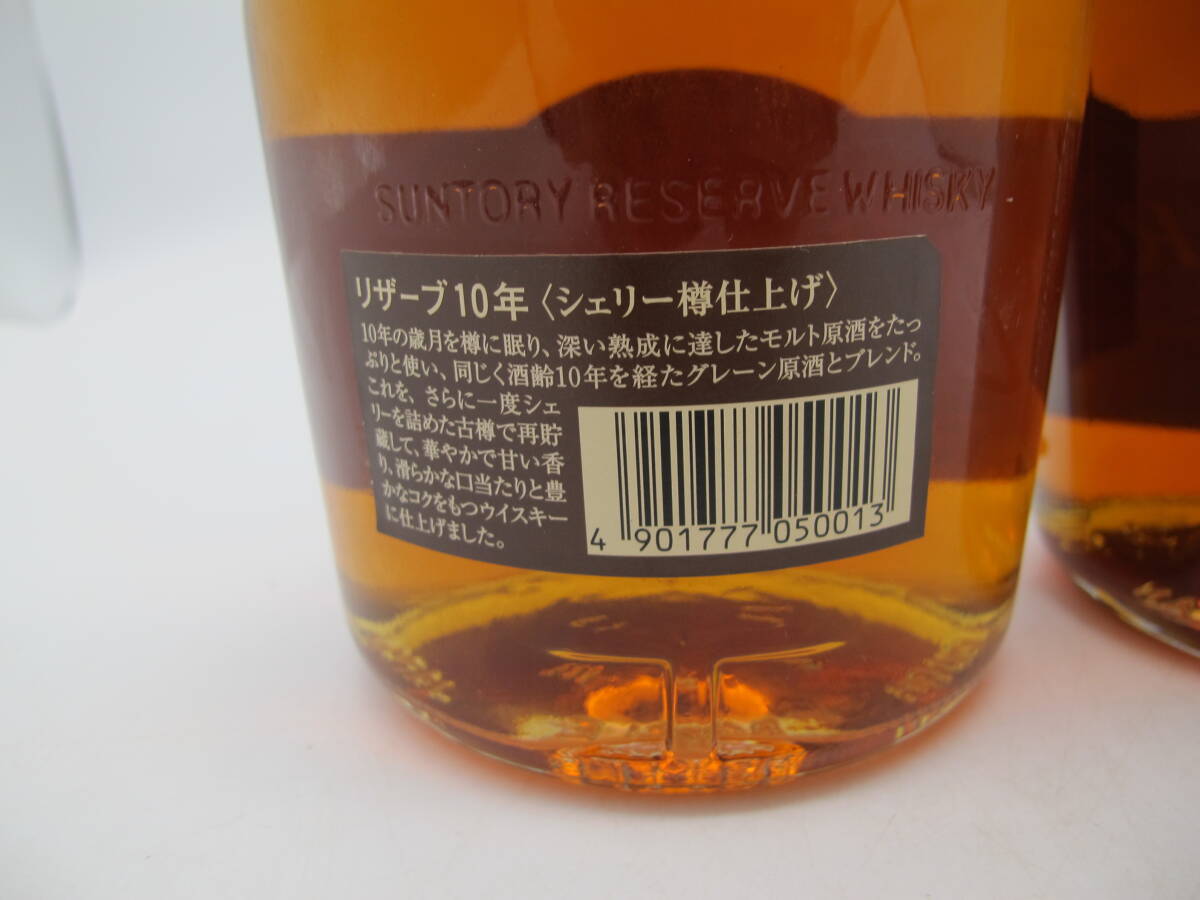 SUNTORY RESERVE WHISKY
リザーブ10年〈シェリー樽仕上げ〉
10年の歳月を樽に眠り、深い熟成に達したモルト原酒をたっ
ぷりと使い、同じく酒齢10年を経たグレーン原酒とブレンド。
これを、さらに一度シェ
リーを詰めた古樽で再貯
蔵して、華やかで甘い香
り、滑らかな口当たりと豊
かなコクをもつウイスキー
に仕上げました。
4 901777 050013